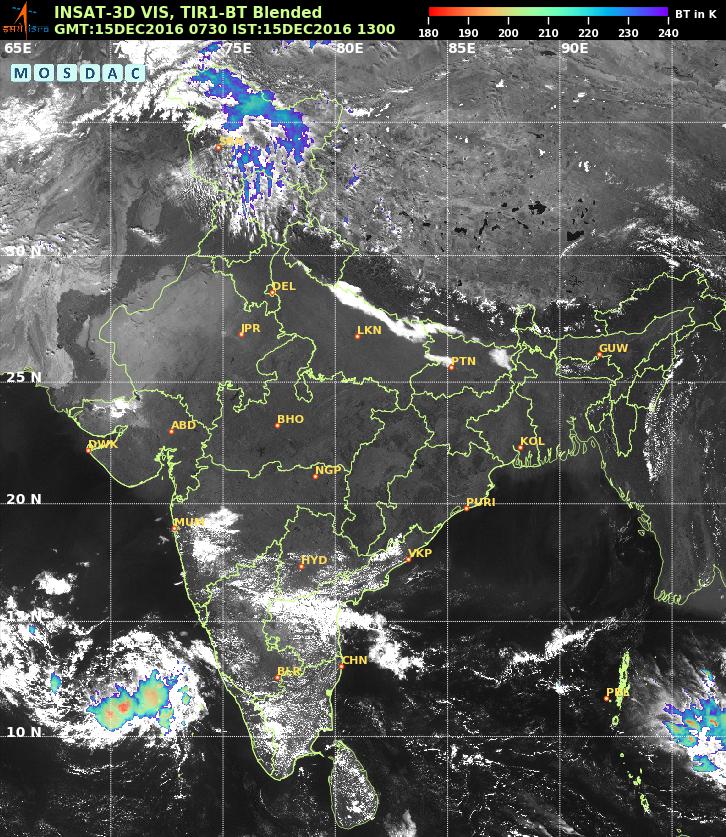 INSAT-3D VIS, TIR1-BT Blended
GMT:15DEC2016 0730 IST:15DEC2016 1300
BT in K
180 190 200 210 220 230 240
65E 75E 80E 85E 90E
MOSDAC
30 N
DEL
JPR LKN
GUW
PTN
25 N
BHO
ABD
KOL
DWK
NGP
20 N
PURI
MUM
VKP
HYD
CHN
BLR
10 N